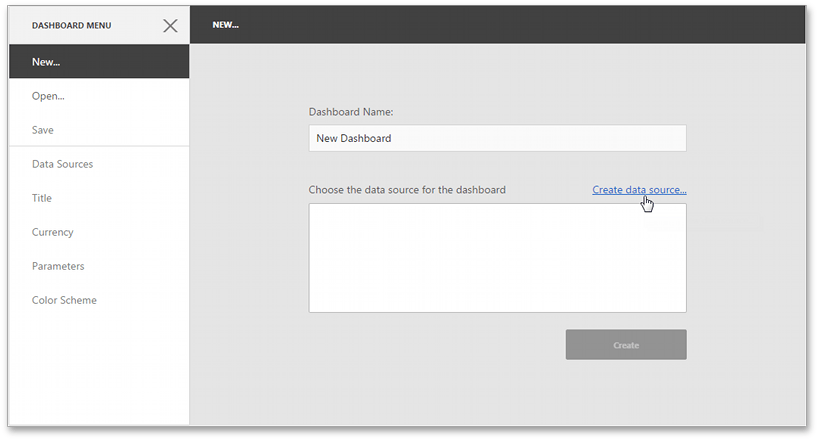 DASHBOARD MENU
NEW...
New...
Open...
Save
Data Sources
Title
Currency
Parameters
Color Scheme
Dashboard Name:
New Dashboard
Choose the data source for the dashboard
Create data source...
Create